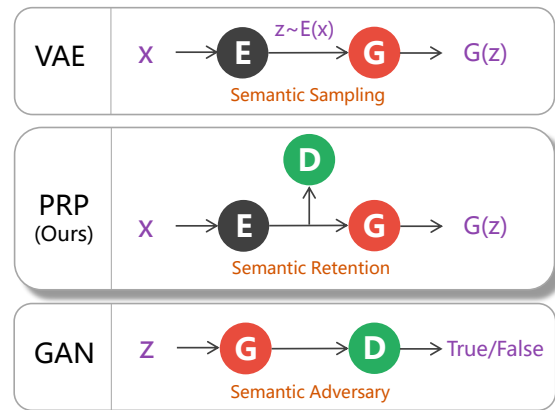 z~E(x)
VAE x E G G(z)
Semantic Sampling
D
PRP
(Ours) x E G G(z)
Semantic Retention
GAN z G D True/False
Semantic Adversary